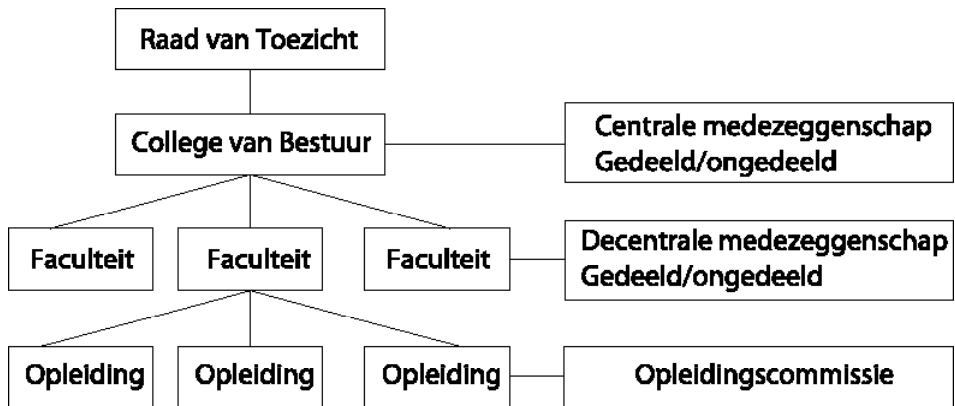 Raad van Toezicht
College van Bestuur
Centrale medezeggenschap
Gedeeld/ongedeeld
Faculteit
Faculteit
Faculteit
Decentrale medezeggenschap
Gedeeld/ongedeeld
Opleiding
Opleiding
Opleiding
Opleidingscommissie